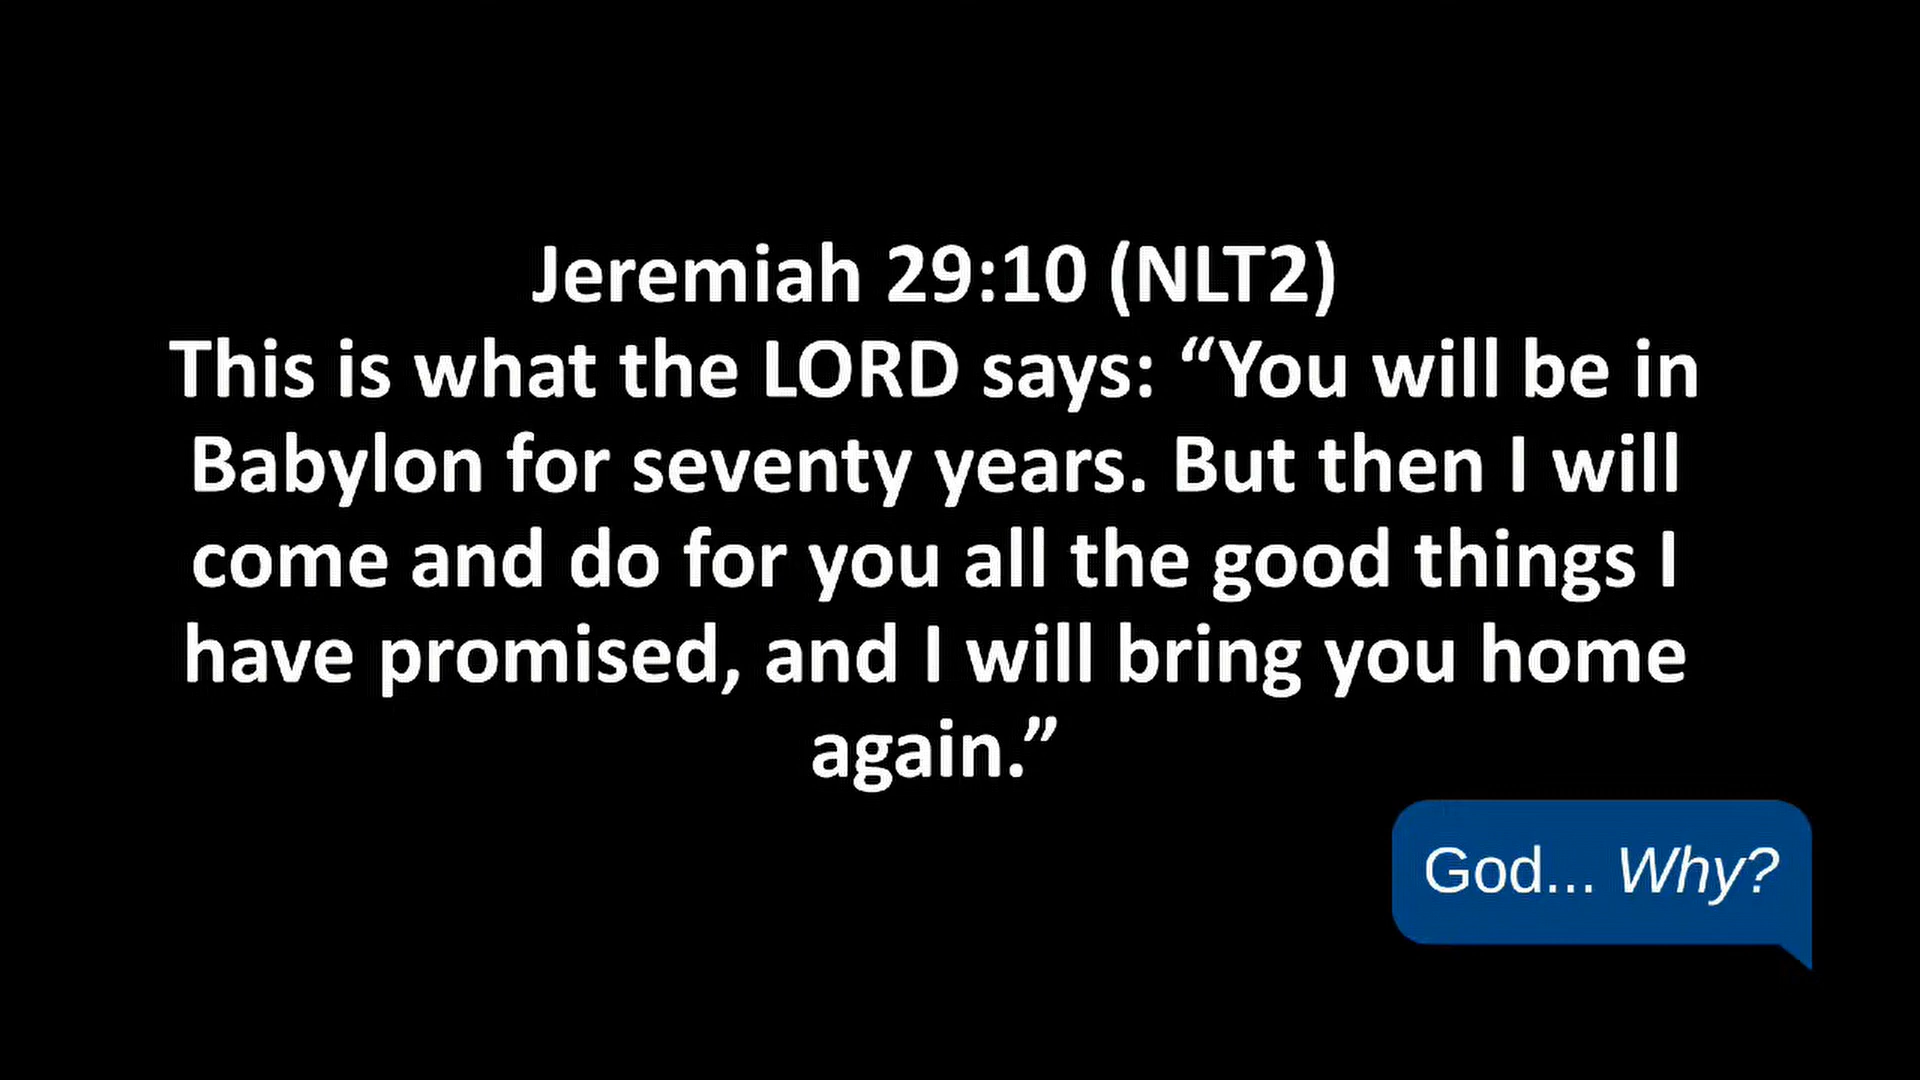 Jeremiah 29:10 (NLT2)
This is what the LORD says: “You will be in
Babylon for seventy years. But then I will
come and do for you all the good things I
have promised, and I will bring you home
again.”
God... Why?